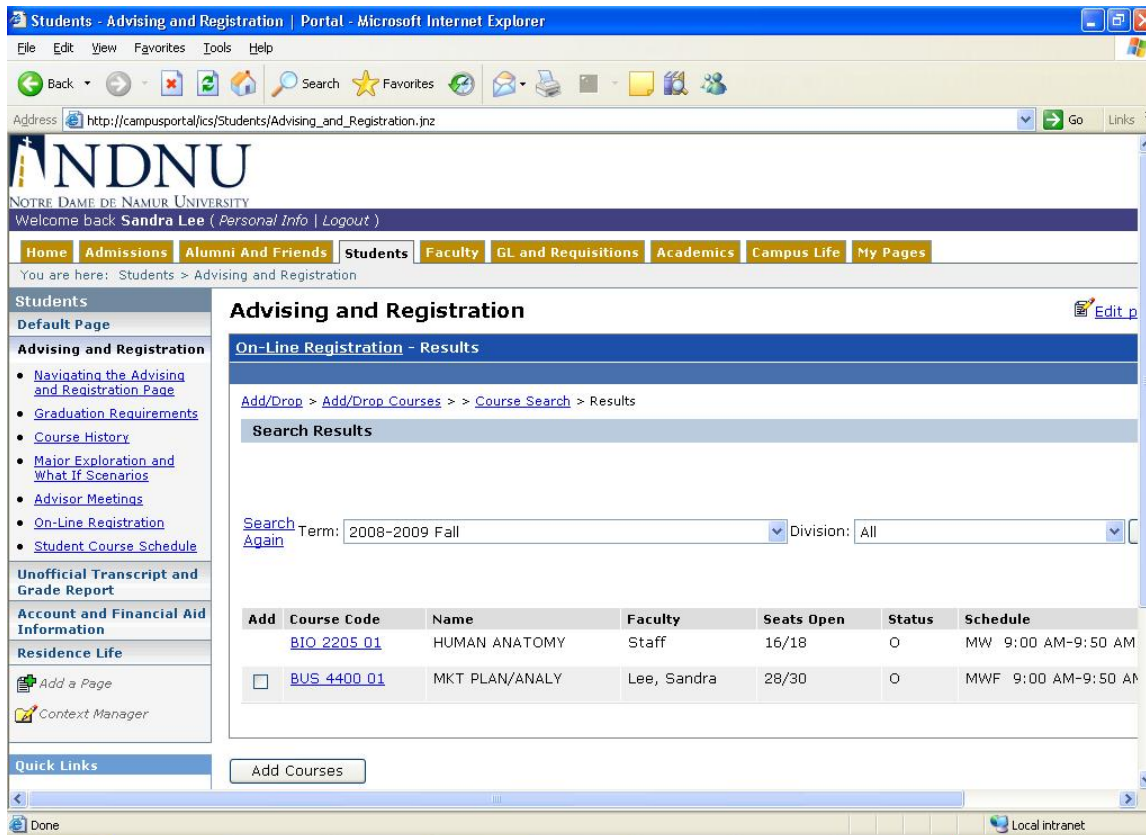 Students - Advising and Registration | Portal - Microsoft Internet Explorer
File Edit View Favorites Tools Help
Back Search Favorites
Address http://campusportal/ics/Students/Advising_and_Registration.jnz Go Links
NDNU
NOTRE DAME DE NAMUR UNIVERSITY
Welcome back Sandra Lee ( Personal Info | Logout )
Home Admissions Alumni And Friends Students Faculty GL and Requisitions Academics Campus Life My Pages
You are here: Students > Advising and Registration
Students
Default Page
Advising and Registration
• Navigating the Advising
and Registration Page
• Graduation Requirements
• Course History
• Major Exploration and
What If Scenarios
• Advisor Meetings
• On-Line Registration
• Student Course Schedule
Unofficial Transcript and
Grade Report
Account and Financial Aid
Information
Residence Life
Add a Page
Context Manager
Quick Links
Advising and Registration
Edit p
On-Line Registration - Results
Add/Drop > Add/Drop Courses > > Course Search > Results
Search Results
Search
Again
Term: 2008-2009 Fall Division: All
Add Course Code Name Faculty Seats Open Status Schedule
BIO 2205 01 HUMAN ANATOMY Staff 16/18 O MW 9:00 AM-9:50 AM
BUS 4400 01 MKT PLAN/ANALY Lee, Sandra 28/30 O MWF 9:00 AM-9:50 AM
Add Courses
Done Local intranet